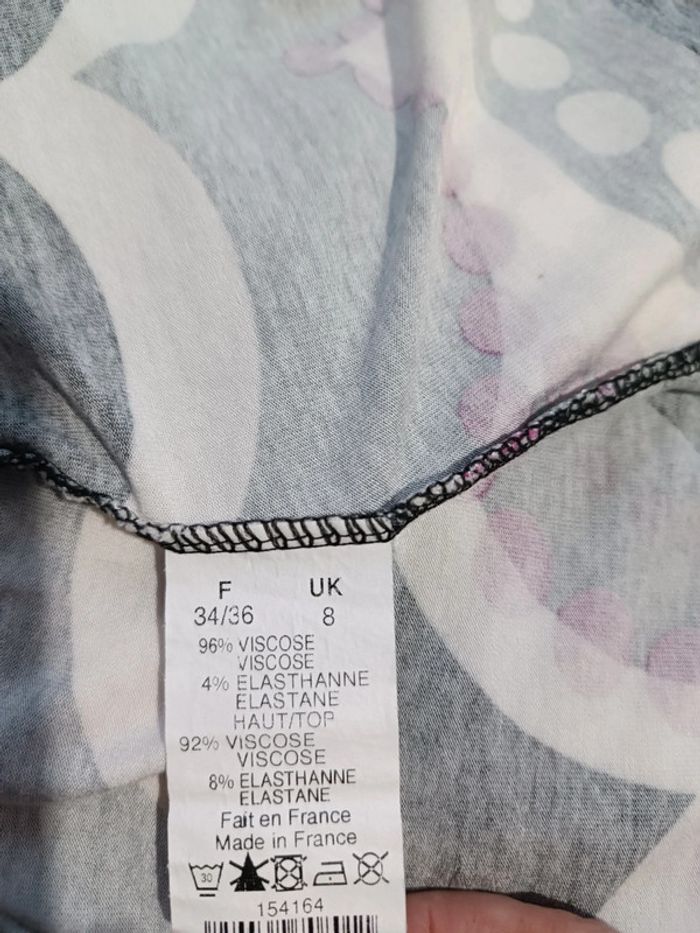 F UK
34/36 8
96% VISCOSE
VISCOSE
4% ELASTHANNE
ELASTANE
HAUT/TOP
92% VISCOSE
VISCOSE
8% ELASTHANNE
ELASTANE
Fait en France
Made in France
30
154164